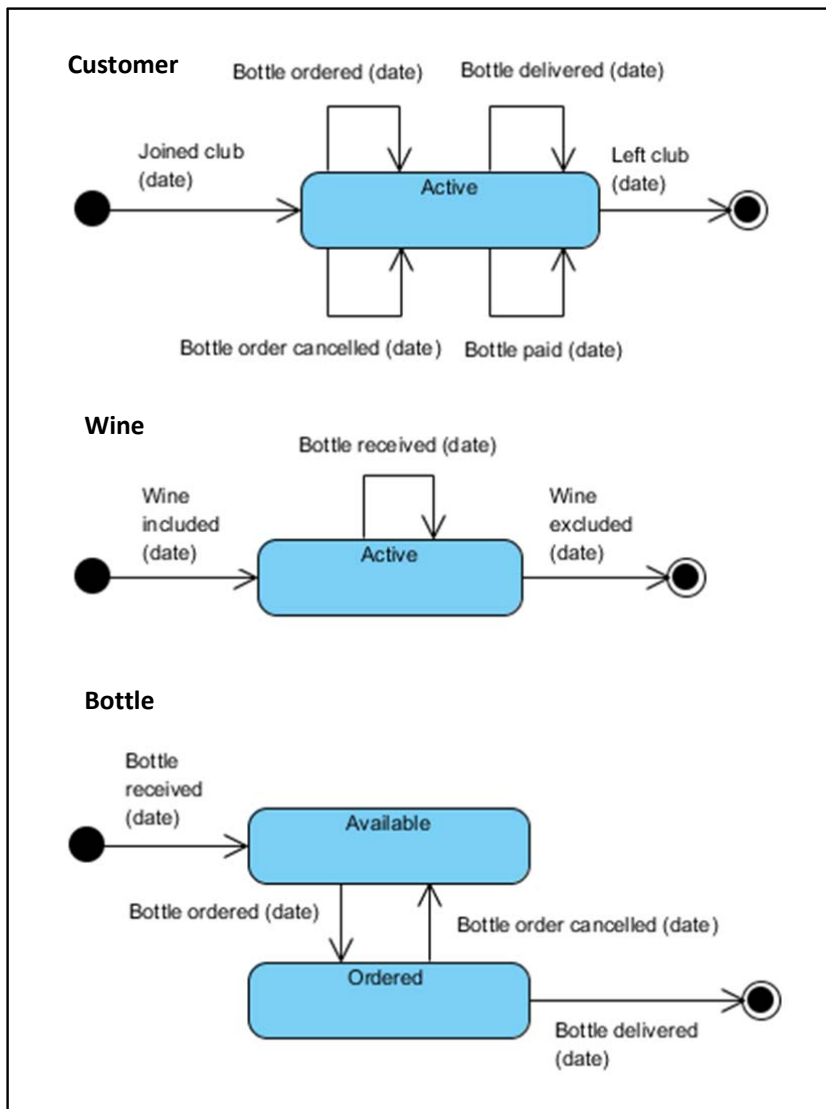 Customer
Bottle ordered (date)
Bottle delivered (date)
Joined club
(date)
Left club
(date)
Active
Bottle order cancelled (date)
Bottle paid (date)
Wine
Bottle received (date)
Wine
included
(date)
Wine
excluded
(date)
Active
Bottle
Bottle
received
(date)
Available
Bottle ordered (date)
Bottle order cancelled (date)
Ordered
Bottle delivered
(date)